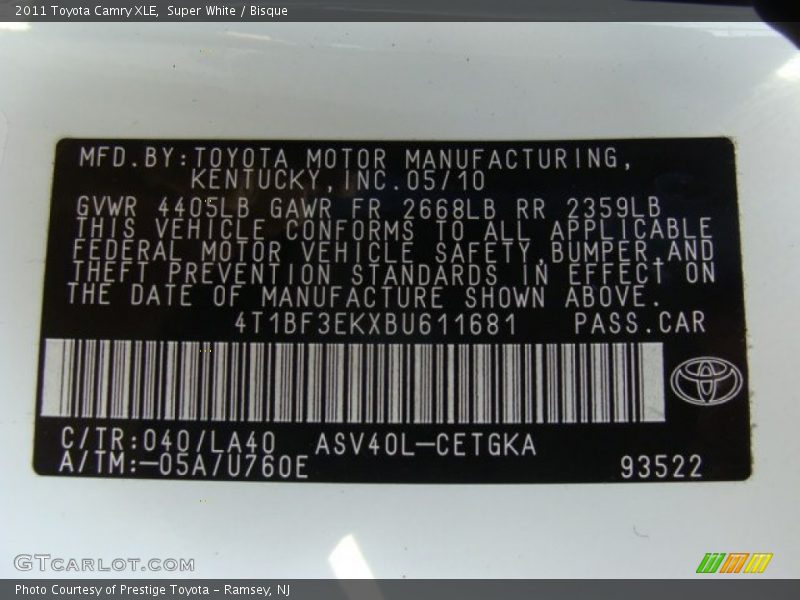 2011 Toyota Camry XLE,  Super White / Bisque
MFD.BY:TOYOTA MOTOR MANUFACTURING,
KENTUCKY,INC.05/10
GVWR 4405LB GAWR FR 2668LB RR 2359LB
THIS VEHICLE CONFORMS TO ALL APPLICABLE
FEDERAL MOTOR VEHICLE SAFETY,BUMPER,AND
THEFT PREVENTION STANDARDS IN EFFECT ON
THE DATE OF MANUFACTURE SHOWN ABOVE.
4T1BF3EKXBU611681 PASS.CAR
C/TR:040/LA40 ASV40L-CETGKA
A/TM:-05A/U760E 93522
GTCARLOT.COM
Photo Courtesy of Prestige Toyota - Ramsey, NJ